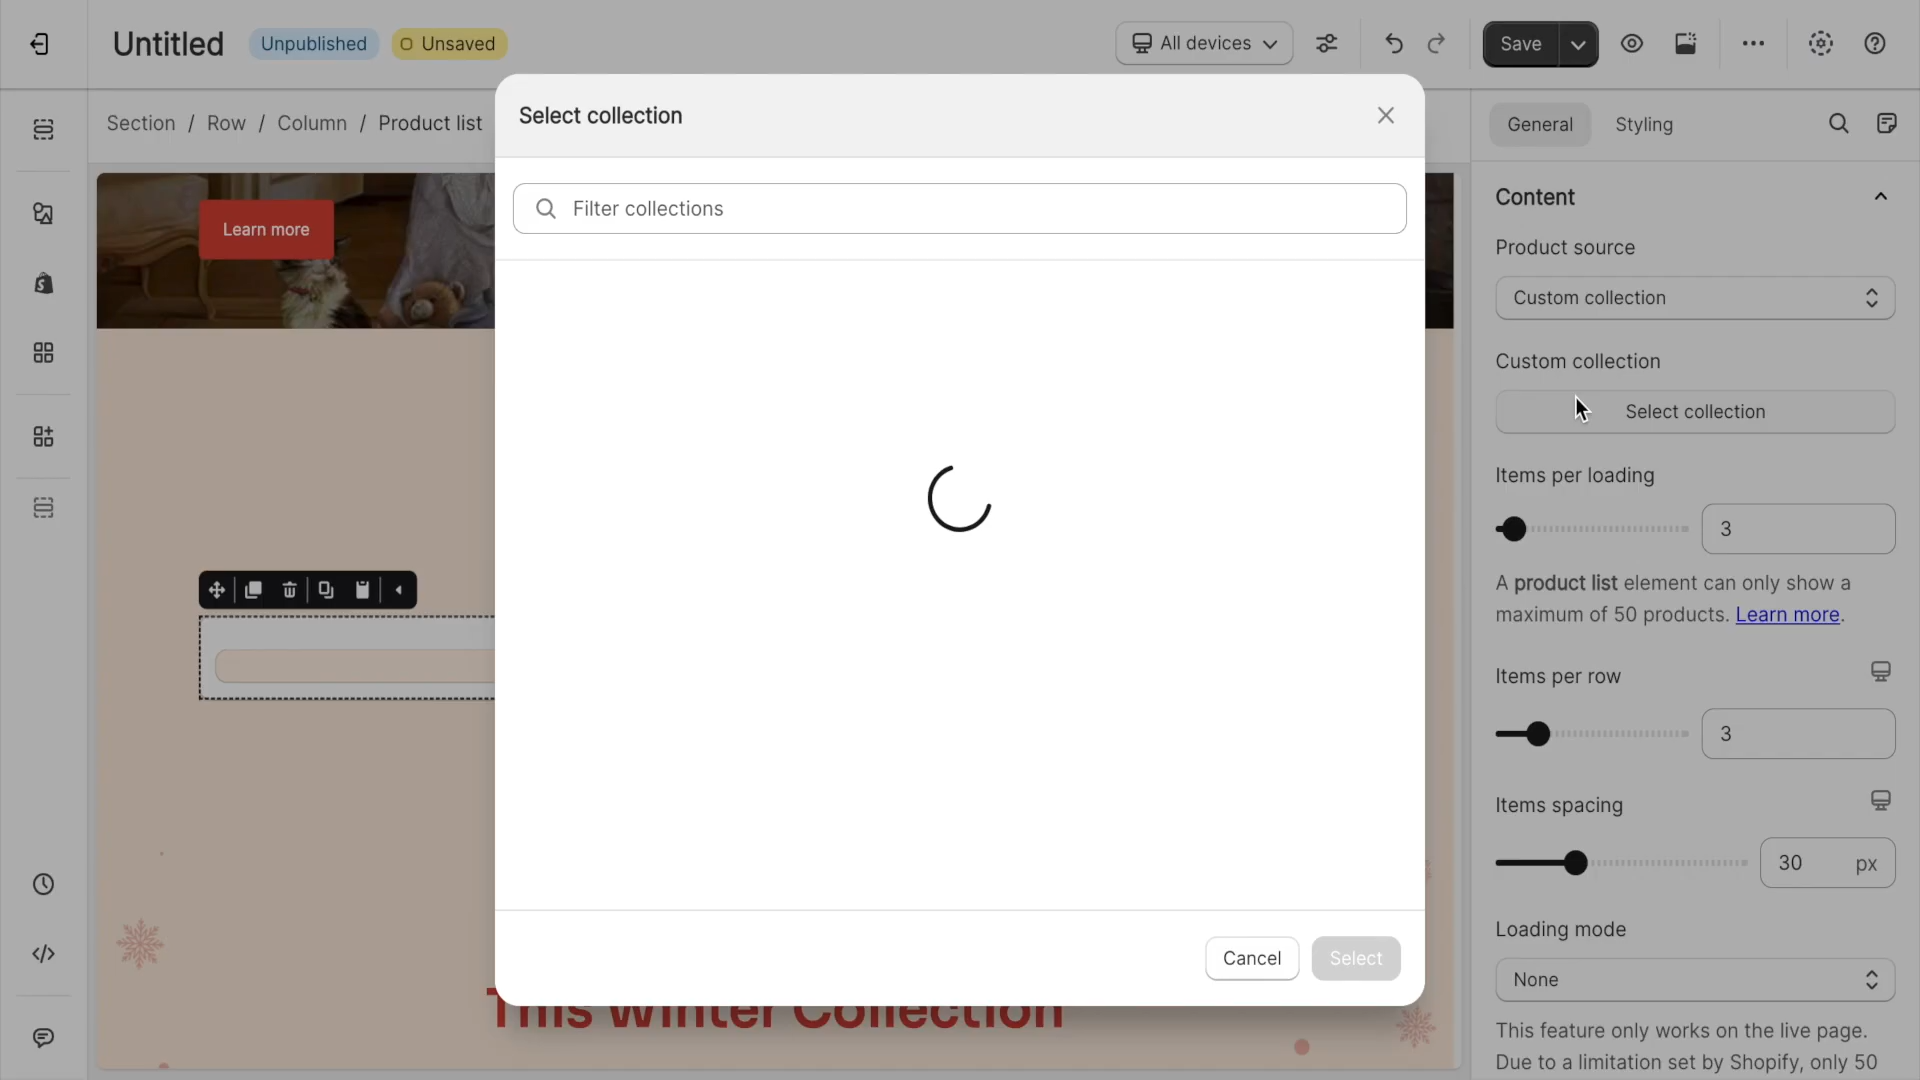 Untitled
Unpublished
Unsaved
All devices
Save
Section / Row / Column / Product list
Select collection
General
Styling
Filter collections
Learn more
Content
Product source
Custom collection
Custom collection
Select collection
Items per loading
3
A product list element can only show a
maximum of 50 products. Learn more.
Items per row
3
Items spacing
30 px
Loading mode
None
This feature only works on the live page.
Due to a limitation set by Shopify, only 50
Cancel
Select
This Winter Collection